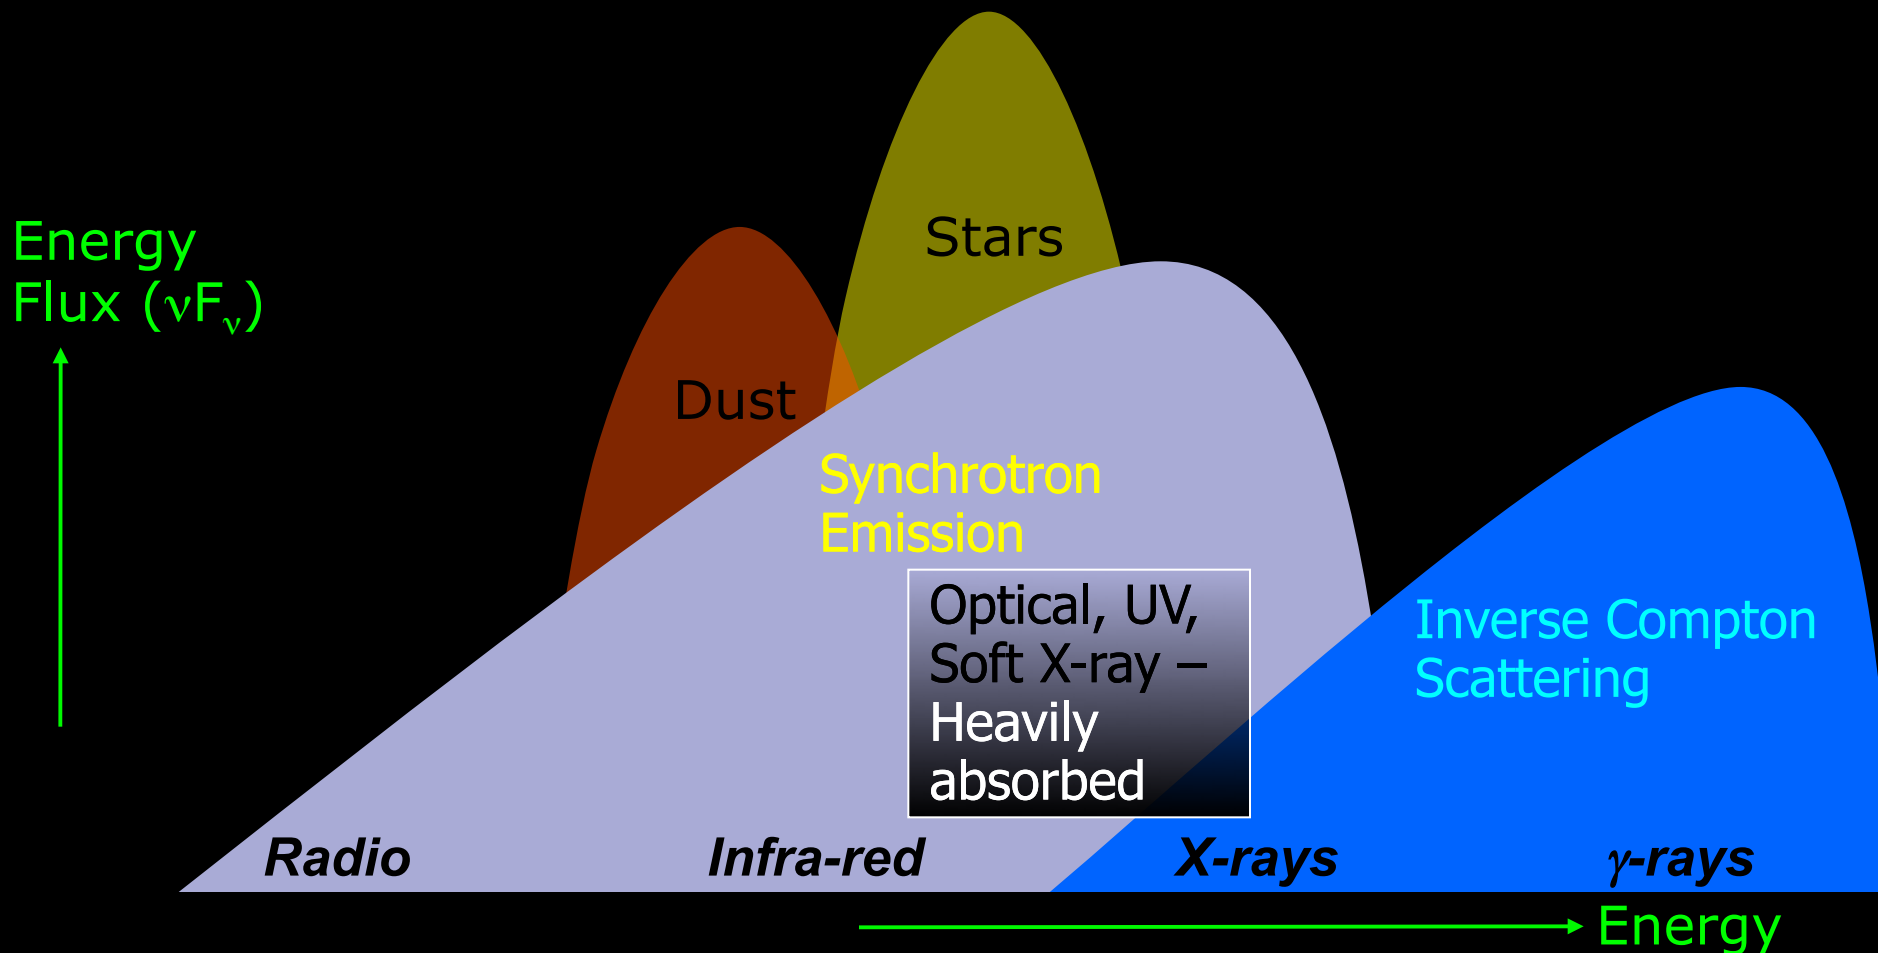 Stars
Energy
Flux (νFν)
Dust
Synchrotron
Emission
Optical, UV,
Soft X-ray –
Heavily
absorbed
Inverse Compton
Scattering
Radio
Infra-red
X-rays
γ-rays
Energy